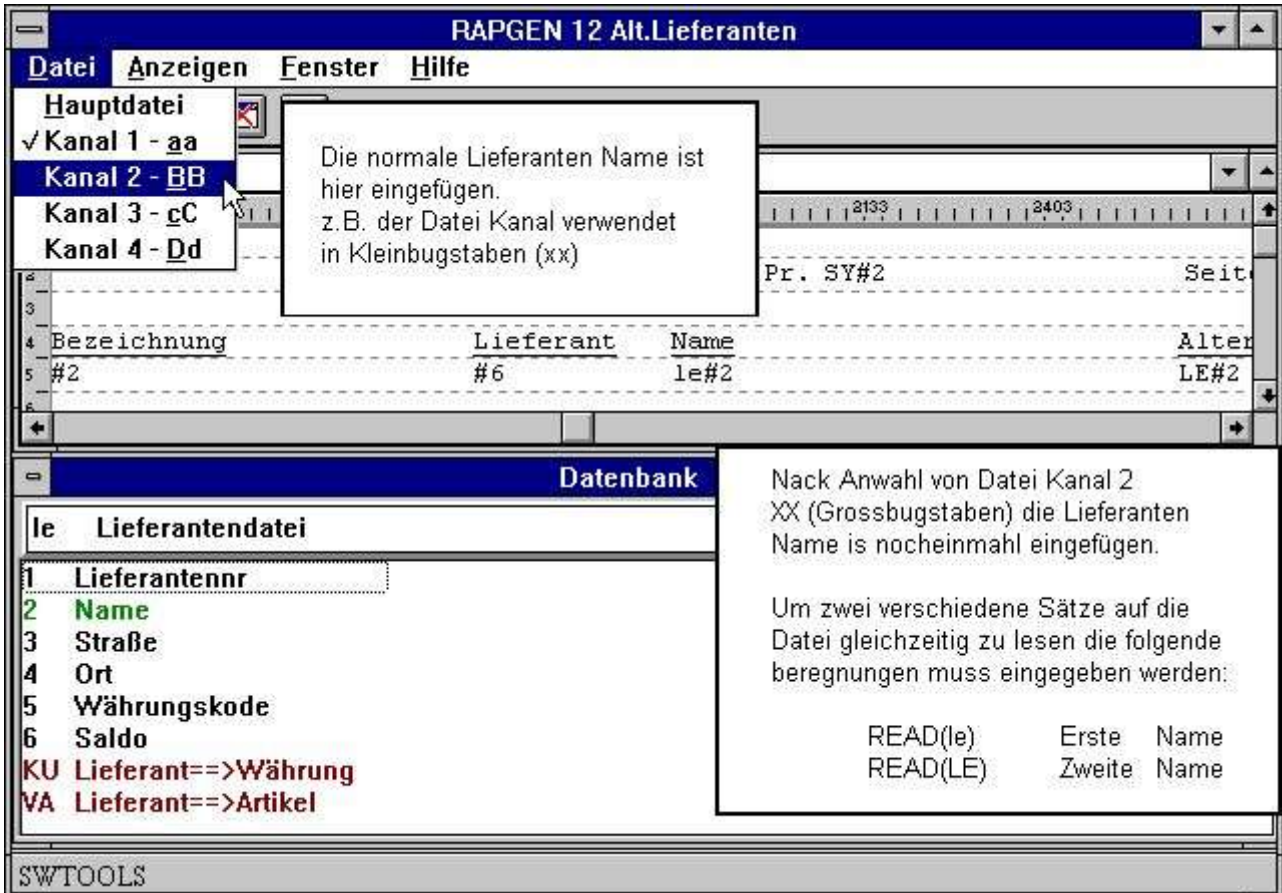 RAPGEN 12 Alt.Lieferanten
Datei Anzeigen Fenster Hilfe
Hauptdatei
√ Kanal 1 - aa
Kanal 2 - BB
Kanal 3 - cC
Kanal 4 - Dd
Die normale Lieferanten Name ist
hier eingefügen.
z.B. der Datei Kanal verwendet
in Kleinbugstaben (xx)
2133 2403
2 Pr. SY#2 Seit
3
4 Bezeichnung Lieferant Name Alter
5 #2 #6 le#2 LE#2
6
Datenbank
le Lieferantendatei
1 Lieferantennr
2 Name
3 Straße
4 Ort
5 Währungskode
6 Saldo
KU Lieferant==>Währung
VA Lieferant==>Artikel
Nack Anwahl von Datei Kanal 2
XX (Grossbugstaben) die Lieferanten
Name is nocheinmahl eingefügen.
Um zwei verschiedene Sätze auf die
Datei gleichzeitig zu lesen die folgende
beregnungen muss eingegeben werden:
READ(le) Erste Name
READ(LE) Zweite Name
SWTOOLS